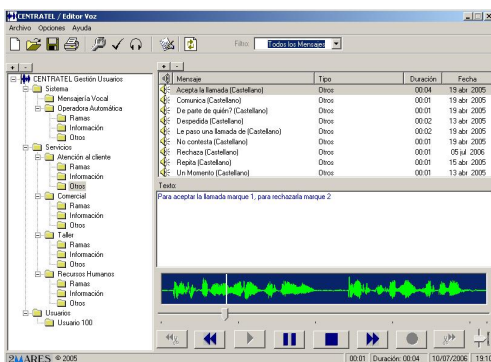 CENTRATEL / Editor Voz
Archivo Opciones Ayuda
Filtro: Todos los Mensajes
CENTRATEL Gestión Usuarios
Sistema
Mensajería Vocal
Operadora Automática
Ramas
Información
Otros
Servicios
Atención al cliente
Ramas
Información
Otros
Comercial
Ramas
Información
Otros
Taller
Ramas
Información
Otros
Recursos Humanos
Ramas
Información
Otros
Usuarios
Usuario 100
Mensaje Tipo Duración Fecha
Acepta la llamada (Castellano) Otros 00:04 19 abr 2005
Comunica (Castellano) Otros 00:01 19 abr 2005
De parte de quién? (Castellano) Otros 00:01 19 abr 2005
Despedida (Castellano) Otros 00:02 13 abr 2005
Le paso una llamada de (Castellano) Otros 00:02 19 abr 2005
No contesta (Castellano) Otros 00:01 19 abr 2005
Rechaza (Castellano) Otros 00:01 05 jul 2006
Repita (Castellano) Otros 00:01 15 abr 2005
Un Momento (Castellano) Otros 00:01 13 abr 2005
Texto:
Para aceptar la llamada marque 1, para rechazarla marque 2
2MARES © 2005 00:01 Duración: 00:04 10/07/2006 19:10